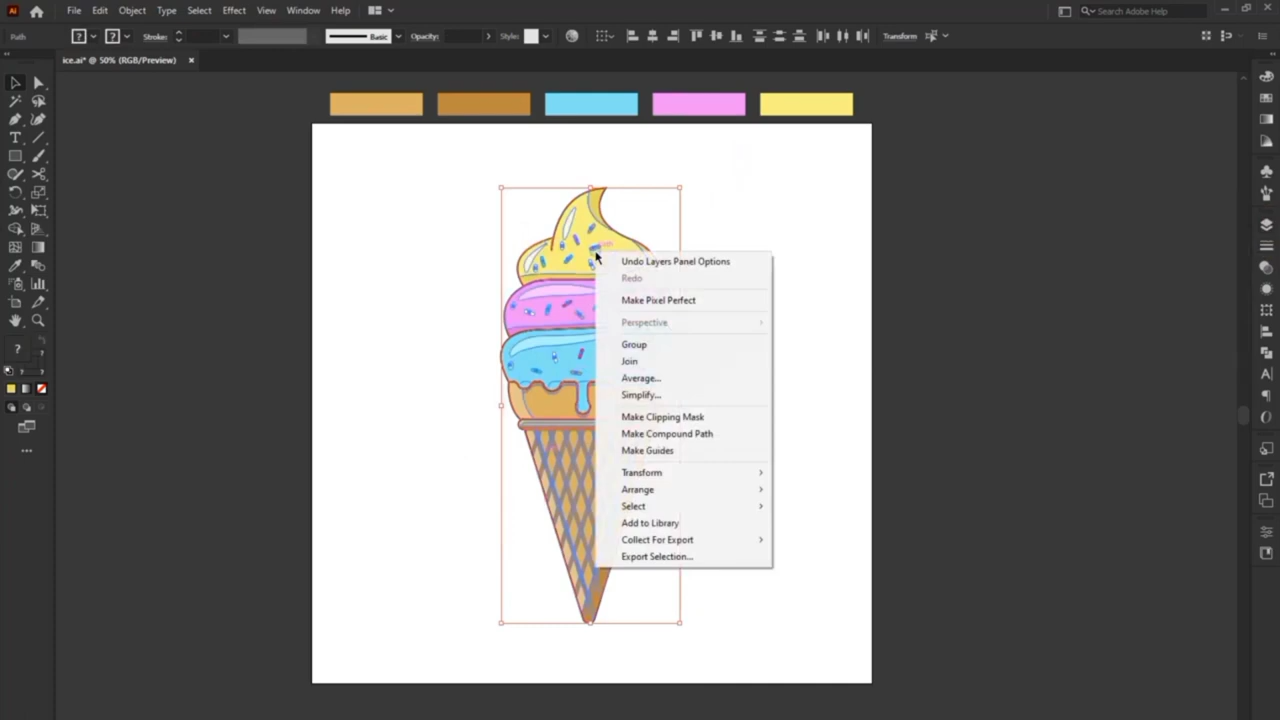 Ai
File Edit Object Type Select Effect View Window Help
Search Adobe Help
Path
Stroke:
Basic
Opacity:
Style:
Transform
ice.ai* @ 50% (RGB/Preview)
Undo Layers Panel Options
Redo
Make Pixel Perfect
Perspective
Group
Join
Average...
Simplify...
Make Clipping Mask
Make Compound Path
Make Guides
Transform
Arrange
Select
Add to Library
Collect For Export
Export Selection...